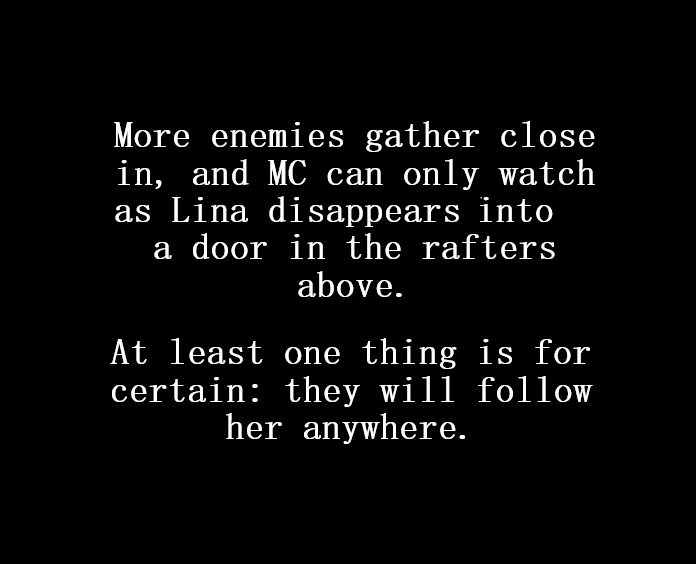 More enemies gather close
in, and MC can only watch
as Lina disappears into
a door in the rafters
above.
At least one thing is for
certain: they will follow
her anywhere.